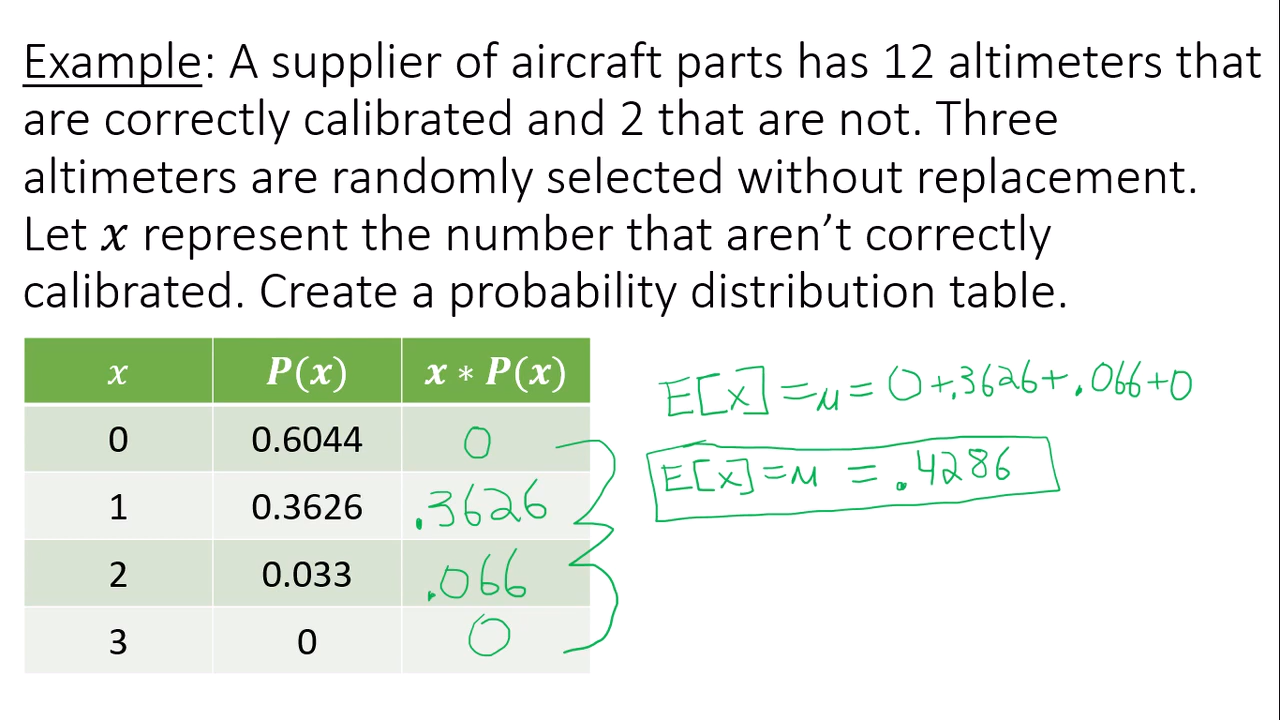 Example: A supplier of aircraft parts has 12 altimeters that
are correctly calibrated and 2 that are not. Three
altimeters are randomly selected without replacement.
Let x represent the number that aren’t correctly
calibrated. Create a probability distribution table.
x P(x) x * P(x)
0 0.6044 0
1 0.3626 .3626
2 0.033 .066
3 0 0
E[x] = μ = 0 + .3626 + .066 + 0
E[x] = μ = .4286